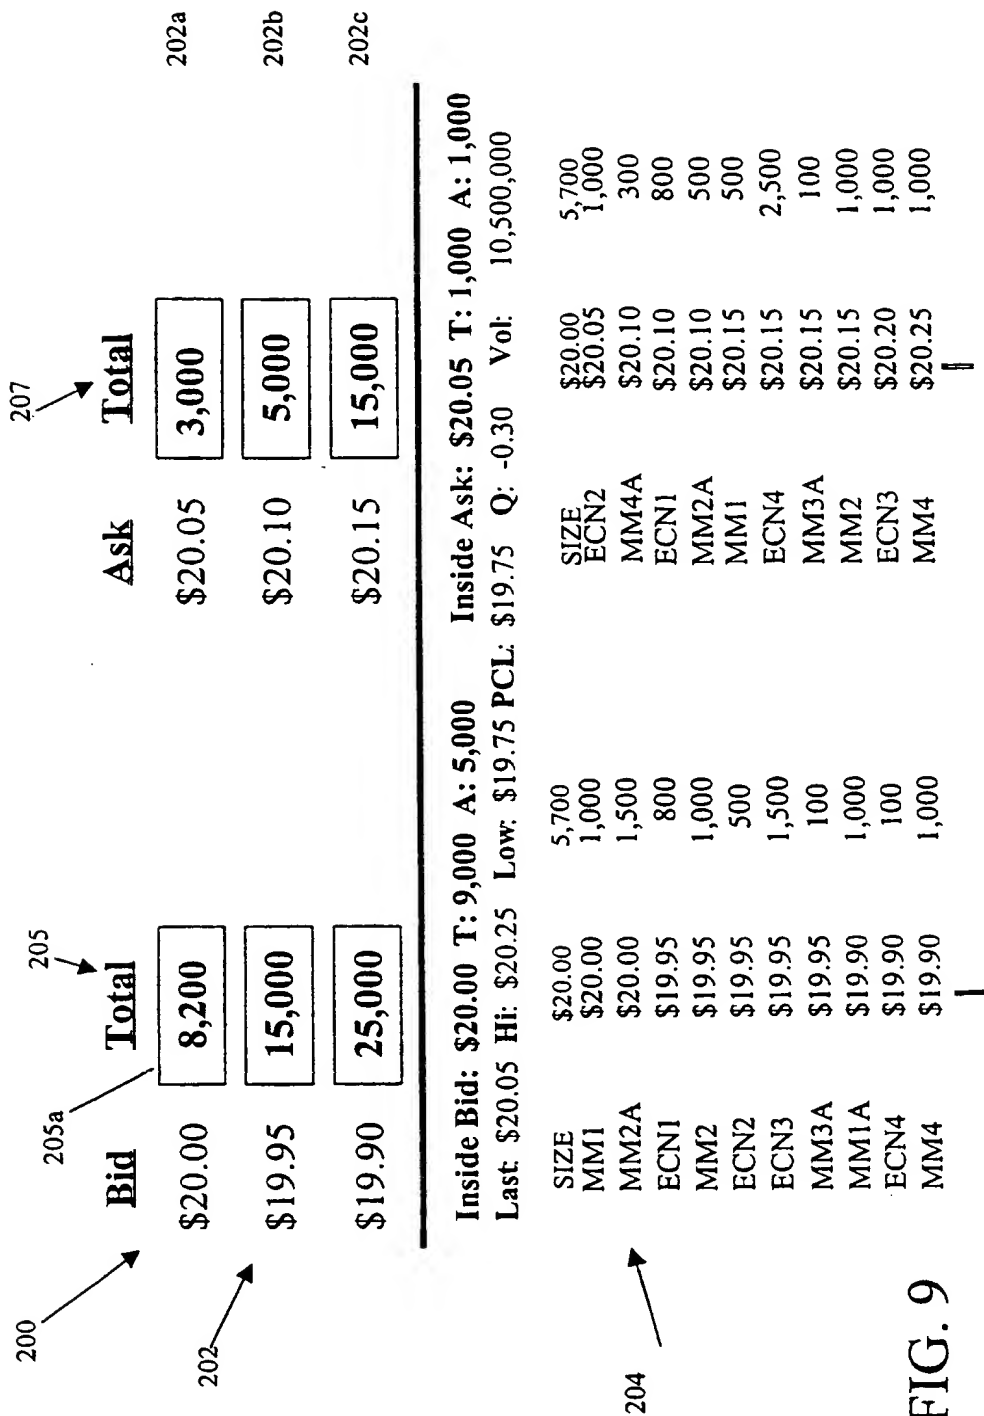 200
205a
205
207
Bid Total Ask Total
$20.00 8,200 $20.05 3,000 202a
202
$19.95 15,000 $20.10 5,000 202b
$19.90 25,000 $20.15 15,000 202c
Inside Bid: $20.00 T: 9,000 A: 5,000 Inside Ask: $20.05 T: 1,000 A: 1,000
Last: $20.05 Hi: $20.25 Low: $19.75 PCL: $19.75 Q: -0.30 Vol: 10,500,000
204
SIZE $20.00 5,700 SIZE $20.00 5,700
MM1 $20.00 1,000 ECN2 $20.05 1,000
MM2A $20.00 1,500 MM4A $20.10 300
ECN1 $19.95 800 ECN1 $20.10 800
MM2 $19.95 1,000 MM2A $20.10 500
ECN2 $19.95 500 MM1 $20.15 500
ECN3 $19.95 1,500 ECN4 $20.15 2,500
MM3A $19.95 100 MM3A $20.15 100
MM1A $19.90 1,000 MM2 $20.15 1,000
ECN4 $19.90 100 ECN3 $20.20 1,000
MM4 $19.90 1,000 MM4 $20.25 1,000
FIG. 9